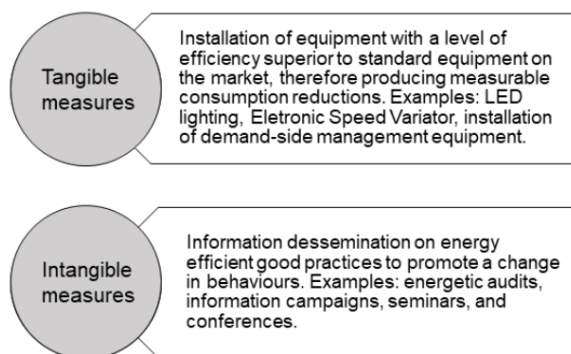 Tangible
measures
Installation of equipment with a level of
efficiency superior to standard equipment on
the market, therefore producing measurable
consumption reductions. Examples: LED
lighting, Eletronic Speed Variator, installation
of demand-side management equipment.
Intangible
measures
Information dessemination on energy
efficient good practices to promote a change
in behaviours. Examples: energetic audits,
information campaigns, seminars, and
conferences.